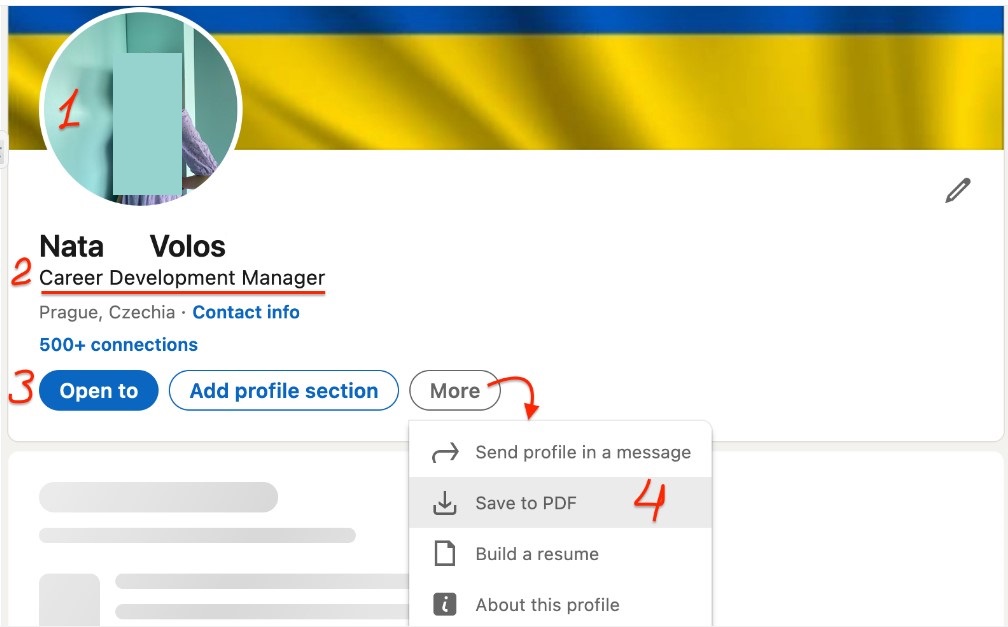 1
Nata Volos
2
Career Development Manager
Prague, Czechia · Contact info
500+ connections
3
Open to
Add profile section
More
Send profile in a message
Save to PDF
4
Build a resume
About this profile